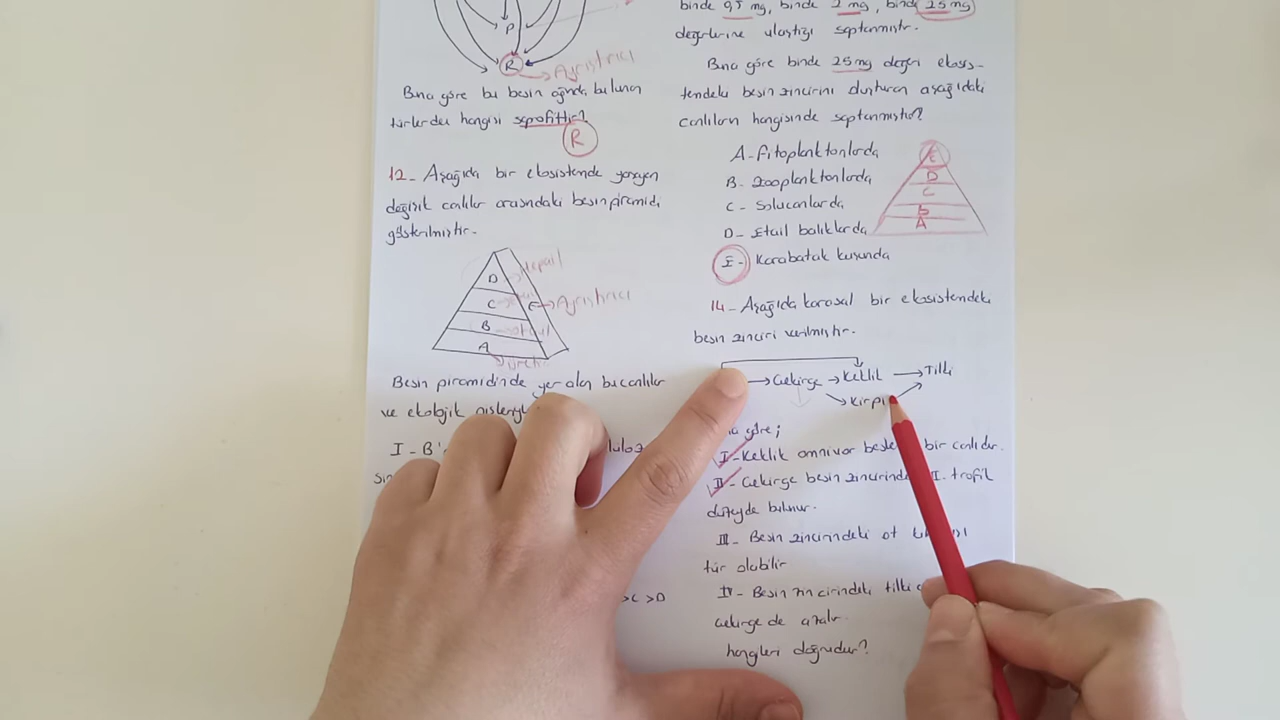 P
R → Ayrıştırıcı
Buna göre bu besin ağında bulunan
türlerden hangisi saprofittir?
R
12- Aşağıda bir ekosistemde yaşayan
değişik canlılar arasındaki besin piramidi
gösterilmiştir.
D
C
B
A
E → Ayrıştırıcı
Besin piramidinde yer alan bu canlılar
ve ekolojik
I - B'
>C >D
binde 0,5 mg, binde 2 mg, binde 25 mg
değerlerine ulaştığı saptanmıştır.
Buna göre binde 25 mg değeri ekosis-
temdeki besin zincirini oluşturan aşağıdaki
canlıların hangisinde saptanmıştır?
A - Fitoplanktonlarda
B - Zooplanktonlarda
C - Solucanlarda
D - Etçil balıklarda
E - Karabatak kuşunda
E
D
C
B
A
14- Aşağıda karasal bir ekosistemdeki
besin zinciri verilmiştir.
→ Çekirge → Keklik → Tilki
Kirpi
göre;
I - Keklik omnivor bir canlıdır.
II - Çekirge besin zincirinde I. trofik
düzeyde bulunur.
III - Besin zincirindeki ot
tür olabilir
IV - Besin zincirindeki tilki
çekirge de azalır.
hangileri doğrudur?